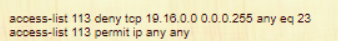 access-list 113 deny tcp 19.16.0.0 0.0.0.255 any eq 23
access-list 113 permit ip any any